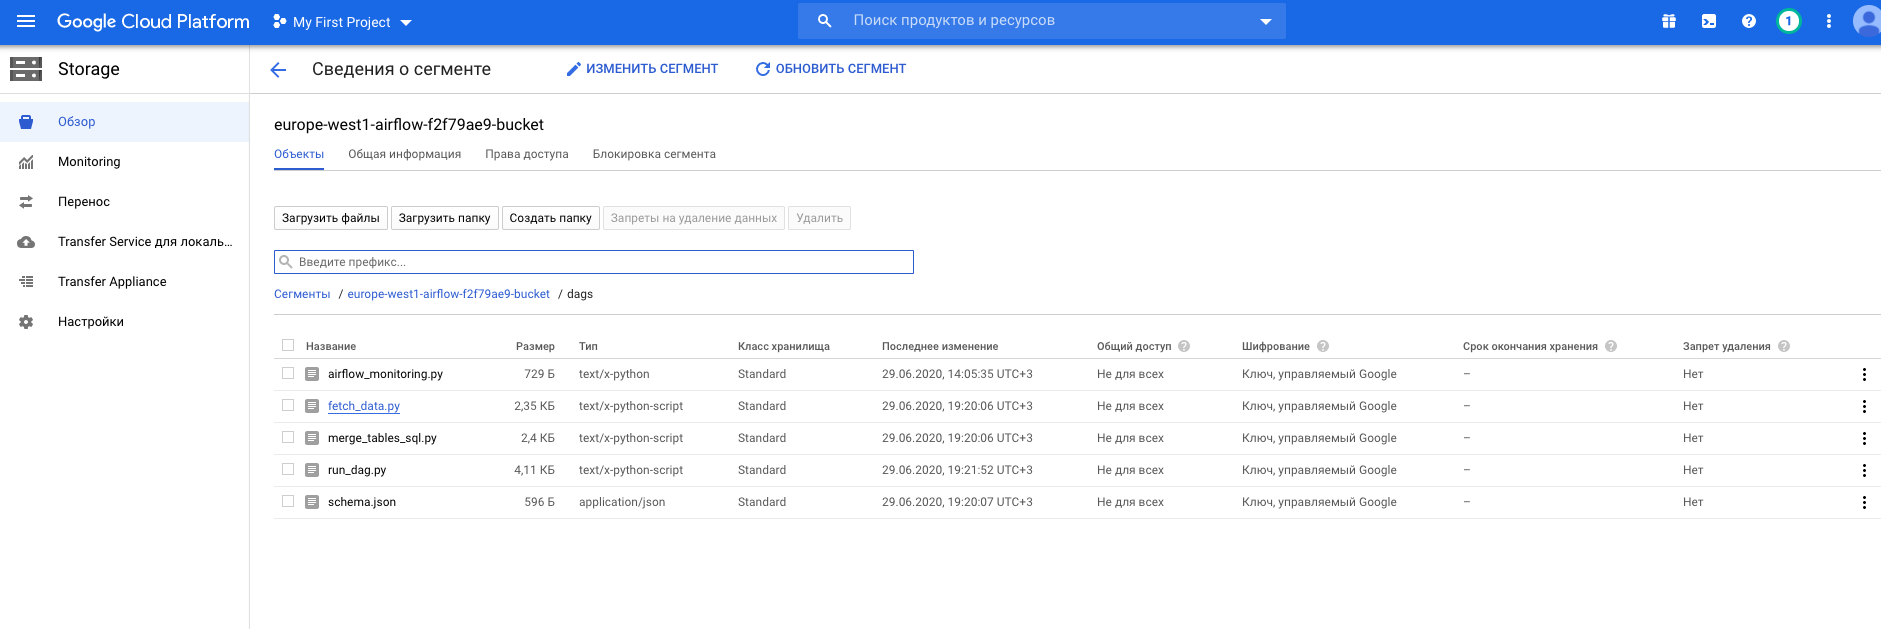 Google Cloud Platform My First Project Поиск продуктов и ресурсов 1
Storage Сведения о сегменте ИЗМЕНИТЬ СЕГМЕНТ ОБНОВИТЬ СЕГМЕНТ
Обзор
Monitoring
Перенос
Transfer Service для локаль...
Transfer Appliance
Настройки
europe-west1-airflow-f2f79ae9-bucket
Объекты Общая информация Права доступа Блокировка сегмента
Загрузить файлы Загрузить папку Создать папку Запреты на удаление данных Удалить
Введите префикс...
Сегменты / europe-west1-airflow-f2f79ae9-bucket / dags
Название Размер Тип Класс хранилища Последнее изменение Общий доступ ? Шифрование ? Срок окончания хранения ? Запрет удаления ?
airflow_monitoring.py 729 Б text/x-python Standard 29.06.2020, 14:05:35 UTC+3 Не для всех Ключ, управляемый Google – Нет
fetch_data.py 2,35 КБ text/x-python-script Standard 29.06.2020, 19:20:06 UTC+3 Не для всех Ключ, управляемый Google – Нет
merge_tables_sql.py 2,4 КБ text/x-python-script Standard 29.06.2020, 19:20:06 UTC+3 Не для всех Ключ, управляемый Google – Нет
run_dag.py 4,11 КБ text/x-python-script Standard 29.06.2020, 19:21:52 UTC+3 Не для всех Ключ, управляемый Google – Нет
schema.json 596 Б application/json Standard 29.06.2020, 19:20:07 UTC+3 Не для всех Ключ, управляемый Google – Нет